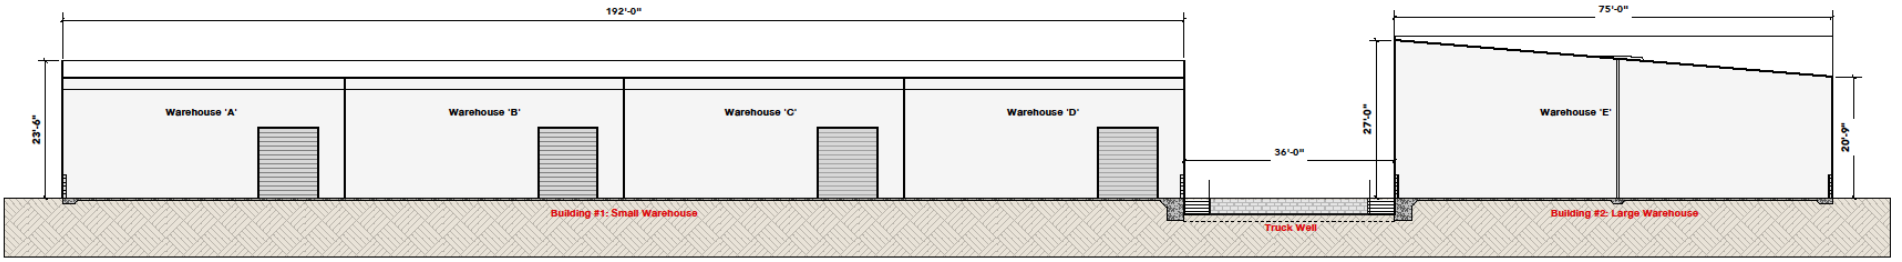 192'-0"
75'-0"
Warehouse 'A'
Warehouse 'B'
Warehouse 'C'
Warehouse 'D'
Warehouse 'E'
23'-6"
27'-0"
20'-9"
36'-0"
Building #1: Small Warehouse
Building #2: Large Warehouse
Truck Well